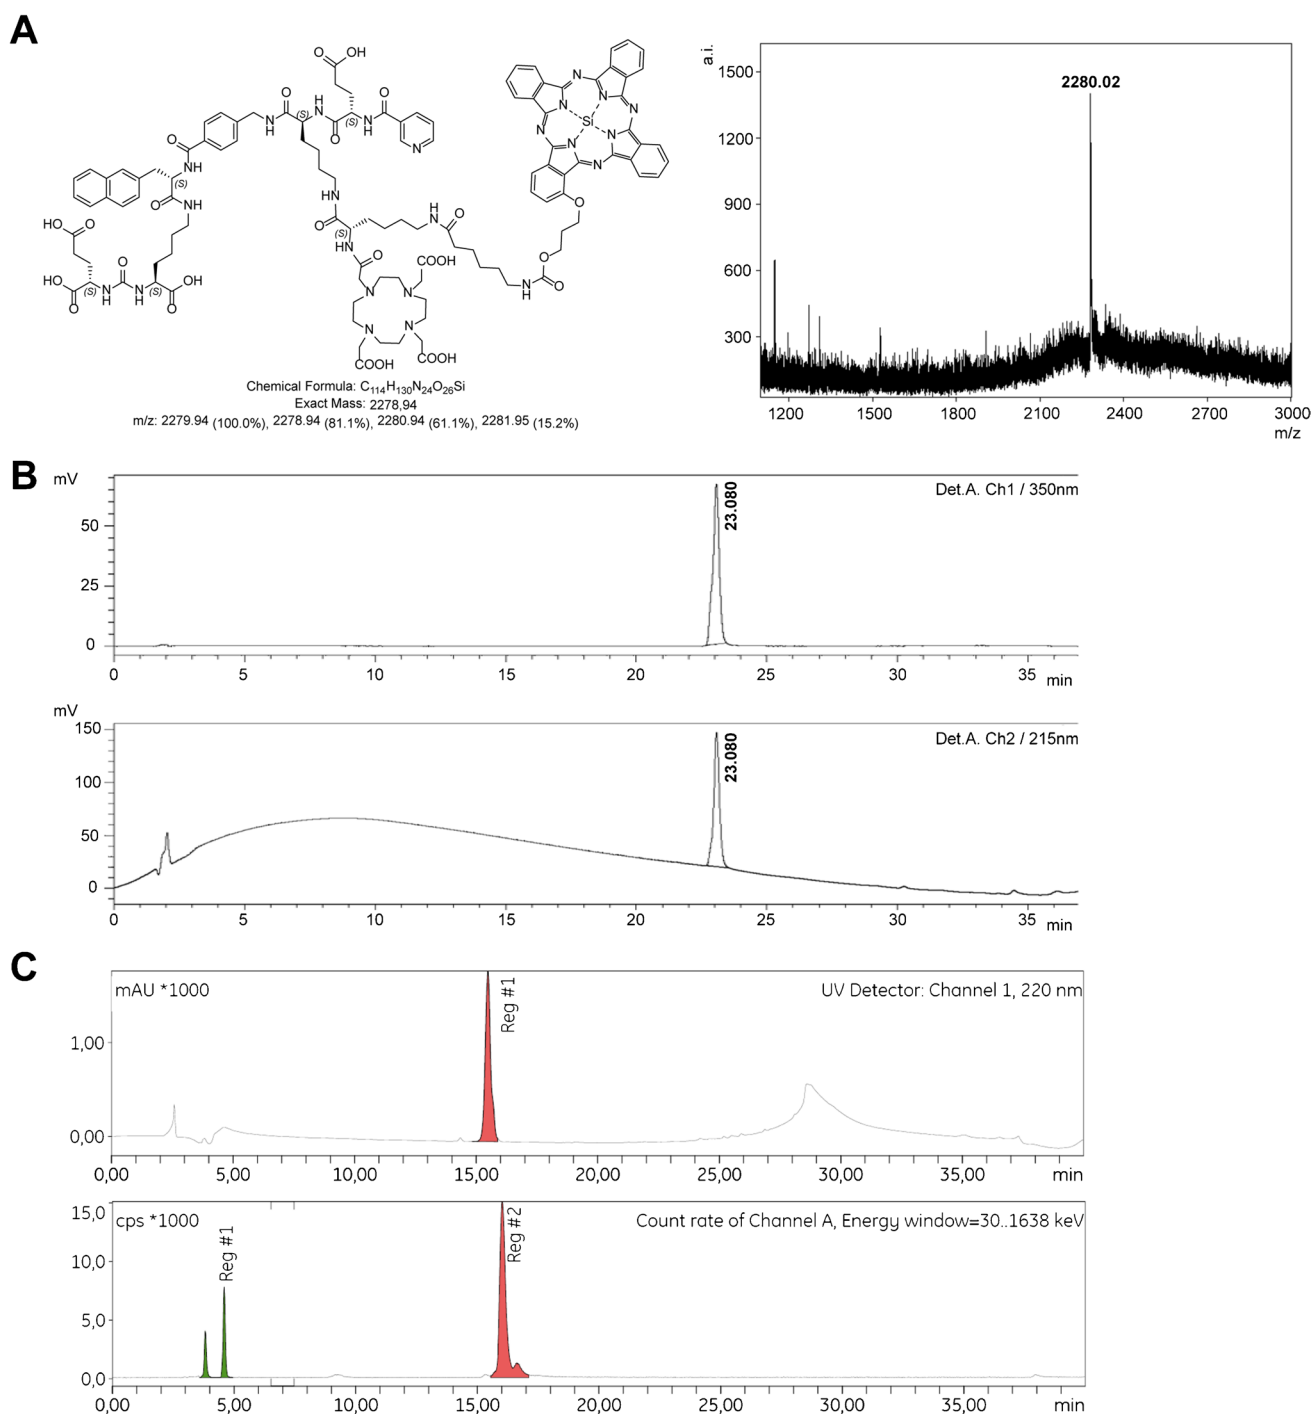 A
Chemical Formula: C₁₁₄H₁₃₀N₂₄O₂₆Si
Exact Mass: 2278,94
m/z: 2279.94 (100.0%), 2278.94 (81.1%), 2280.94 (61.1%), 2281.95 (15.2%)
O OH
O H O
N H (S) O N H (S) N
O NH (S) O NH
HO O
HO O (S) N H O N H (S) OH O
HN O (S) NH O
H N O
N H O O O
N N N N Si N N N N
N N N N
COOH COOH COOH
a.i.
2280.02
1500
1200
900
600
300
1200 1500 1800 2100 2400 2700 3000
m/z
B
mV
Det.A. Ch1 / 350nm
23.080
50
25
0
0 5 10 15 20 25 30 35 min
mV
Det.A. Ch2 / 215nm
23.080
150
100
50
0
0 5 10 15 20 25 30 35 min
C
mAU *1000
Reg #1
UV Detector: Channel 1, 220 nm
1,00
0,00
0,00 5,00 10,00 15,00 20,00 25,00 30,00 35,00 min
15,0
cps *1000
Reg #1
Reg #2
Count rate of Channel A, Energy window=30..1638 keV
10,0
5,0
0,0
0,00 5,00 10,00 15,00 20,00 25,00 30,00 35,00 min